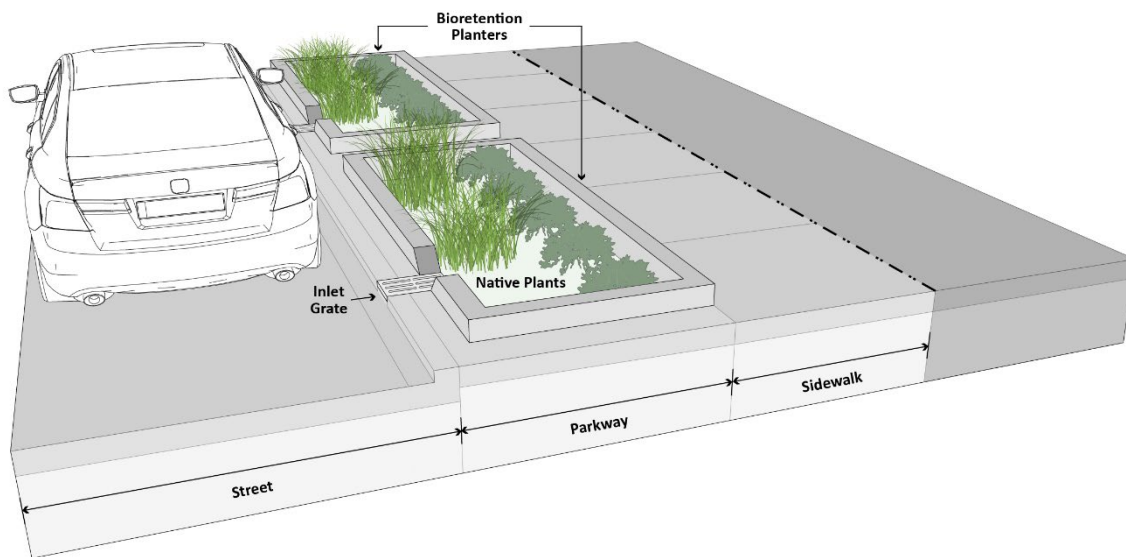 Bioretention
Planters
Inlet
Grate
Native Plants
Sidewalk
Parkway
Street